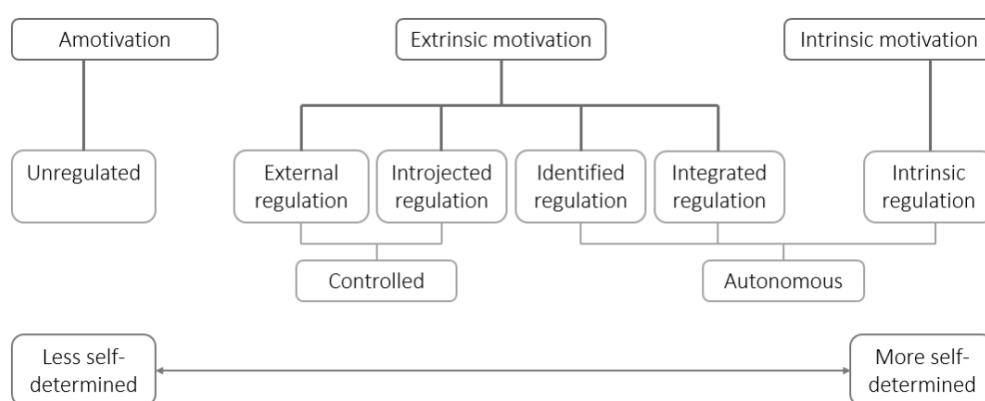 Amotivation
Extrinsic motivation
Intrinsic motivation
Unregulated
External
regulation
Introjected
regulation
Identified
regulation
Integrated
regulation
Intrinsic
regulation
Controlled
Autonomous
Less self-
determined
More self-
determined